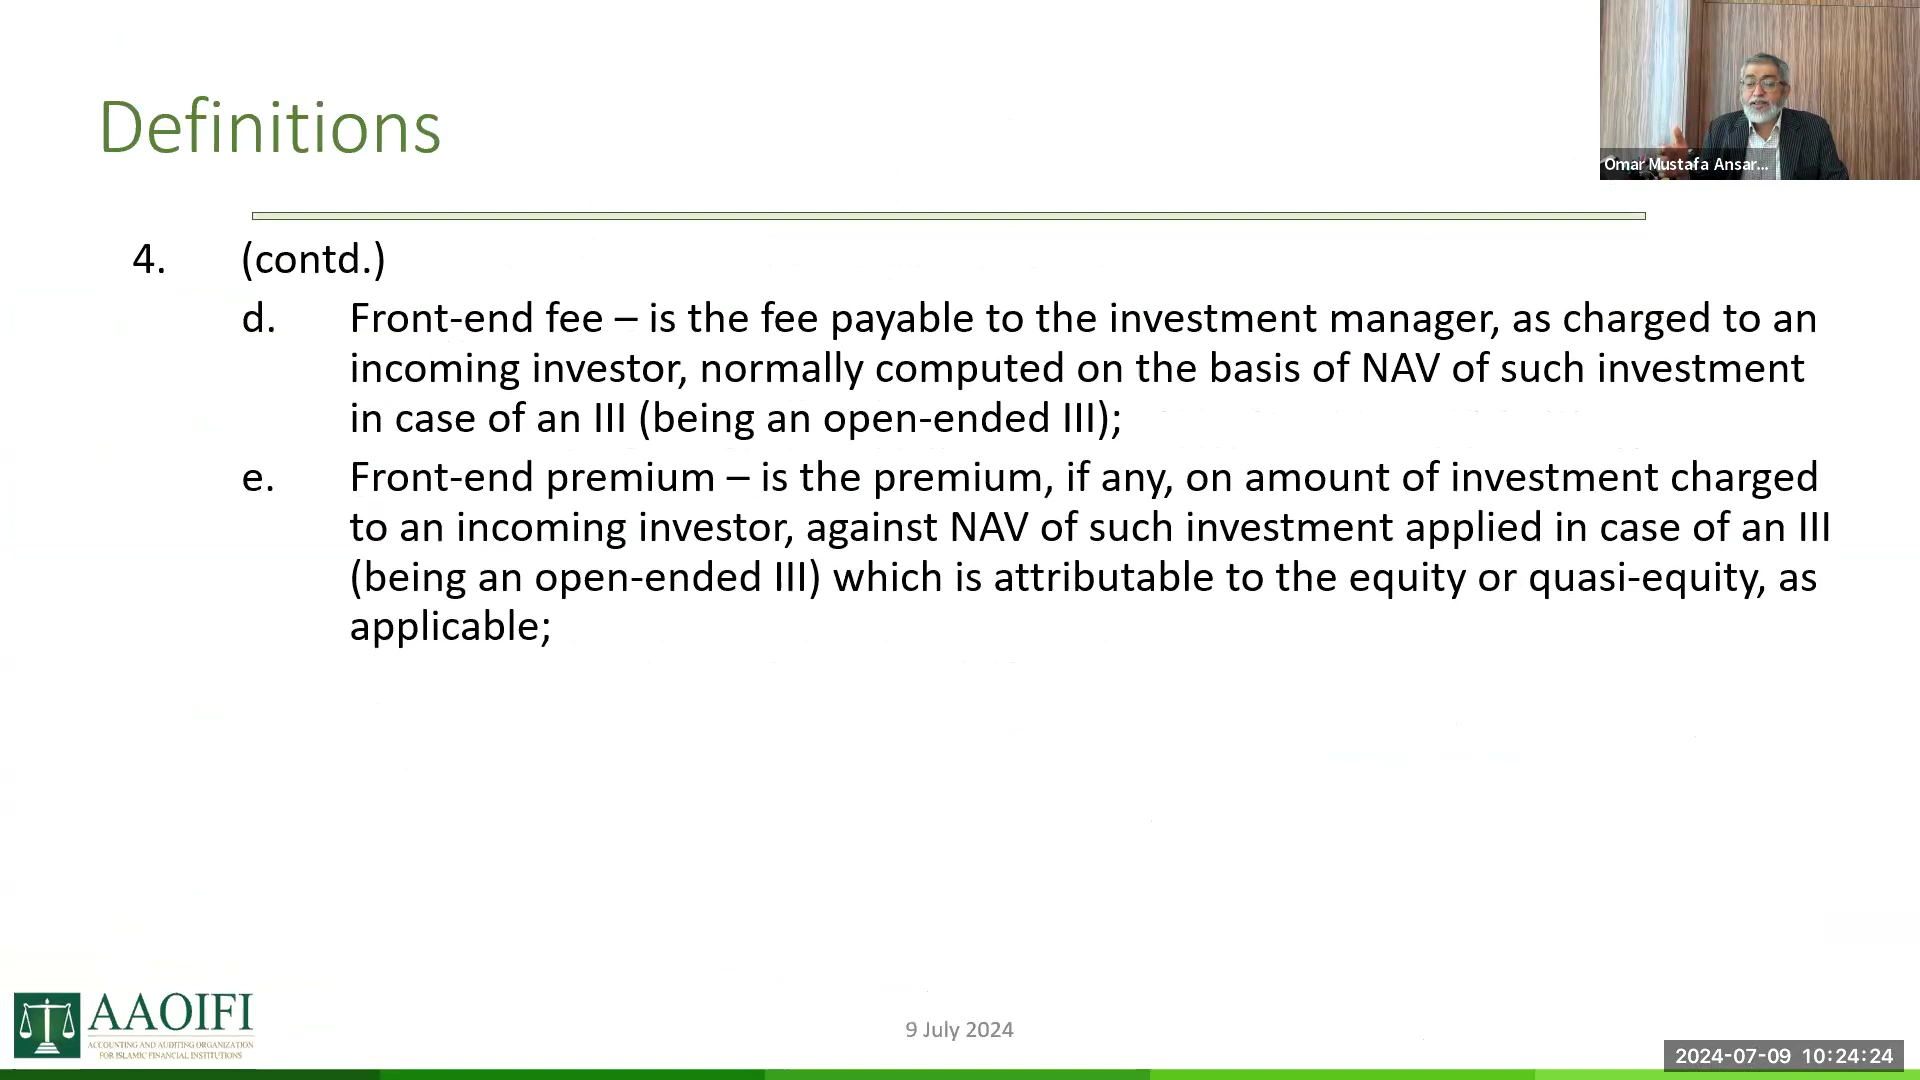 Definitions
Omar Mustafa Ansar...
4. (contd.)
d. Front-end fee – is the fee payable to the investment manager, as charged to an
incoming investor, normally computed on the basis of NAV of such investment
in case of an III (being an open-ended III);
e. Front-end premium – is the premium, if any, on amount of investment charged
to an incoming investor, against NAV of such investment applied in case of an III
(being an open-ended III) which is attributable to the equity or quasi-equity, as
applicable;
AAOIFI
ACCOUNTING AND AUDITING ORGANIZATION
FOR ISLAMIC FINANCIAL INSTITUTIONS
9 July 2024
2024-07-09 10:24:24